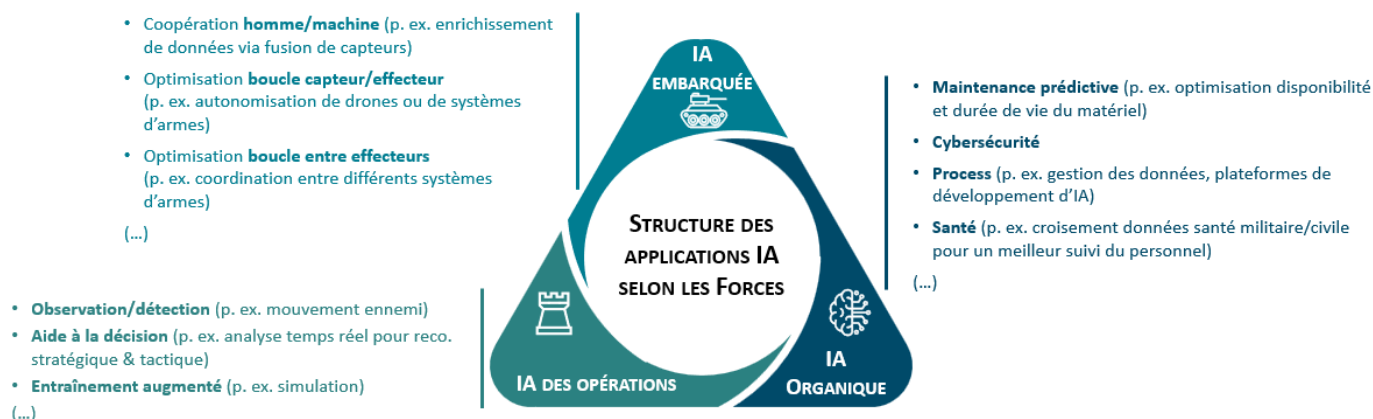 • Coopération homme/machine (p. ex. enrichissement
de données via fusion de capteurs)
• Optimisation boucle capteur/effecteur
(p. ex. autonomisation de drones ou de systèmes
d'armes)
• Optimisation boucle entre effecteurs
(p. ex. coordination entre différents systèmes
d'armes)
(...)
IA
EMBARQUÉE
• Maintenance prédictive (p. ex. optimisation disponibilité
et durée de vie du matériel)
• Cybersécurité
• Process (p. ex. gestion des données, plateformes de
développement d'IA)
• Santé (p. ex. croisement données santé militaire/civile
pour un meilleur suivi du personnel)
(...)
STRUCTURE DES
APPLICATIONS IA
SELON LES FORCES
• Observation/détection (p. ex. mouvement ennemi)
• Aide à la décision (p. ex. analyse temps réel pour reco.
stratégique & tactique)
• Entraînement augmenté (p. ex. simulation)
(...)
IA DES OPÉRATIONS
IA
ORGANIQUE